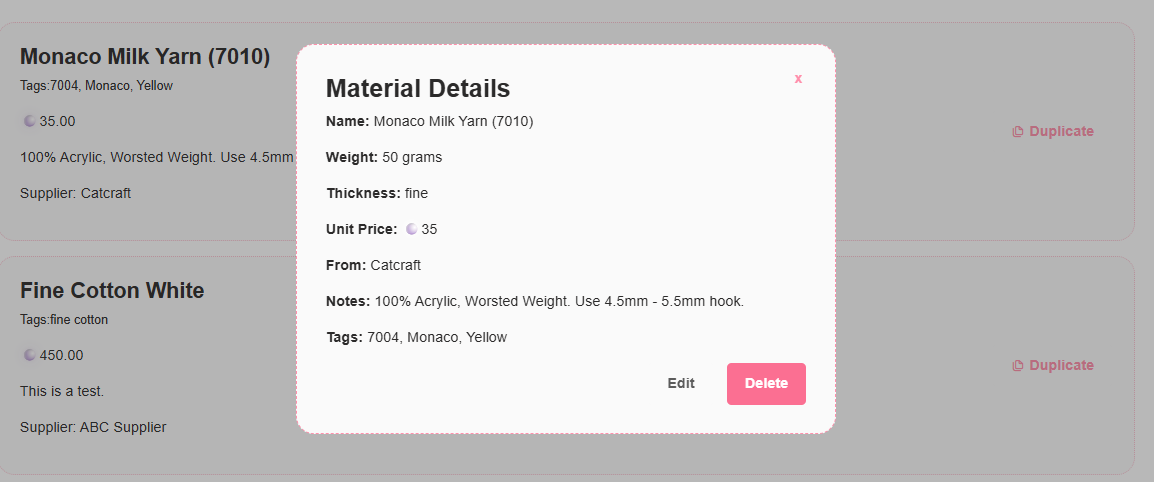 Monaco Milk Yarn (7010)
Tags:7004, Monaco, Yellow
35.00
100% Acrylic, Worsted Weight. Use 4.5mm
Supplier: Catcraft
Duplicate
Material Details
x
Name: Monaco Milk Yarn (7010)
Weight: 50 grams
Thickness: fine
Unit Price: 35
From: Catcraft
Notes: 100% Acrylic, Worsted Weight. Use 4.5mm - 5.5mm hook.
Tags: 7004, Monaco, Yellow
Edit
Delete
Fine Cotton White
Tags:fine cotton
450.00
This is a test.
Supplier: ABC Supplier
Duplicate